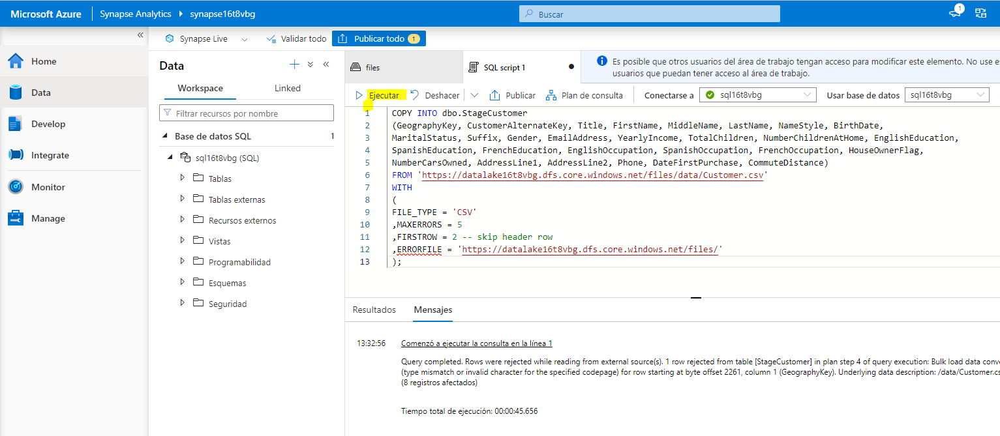 Microsoft Azure
Synapse Analytics
synapse16t8vbg
Buscar
1
Synapse Live
Validar todo
Publicar todo 1
Home
Data
Develop
Integrate
Monitor
Manage
Data
Workspace
Linked
Filtrar recursos por nombre
Base de datos SQL 1
sql16t8vbg (SQL)
Tablas
Tablas externas
Recursos externos
Vistas
Programabilidad
Esquemas
Seguridad
files
SQL script 1
Es posible que otros usuarios del área de trabajo tengan acceso para modificar este elemento. No use es
usuarios que puedan tener acceso al área de trabajo.
Ejecutar
Deshacer
Publicar
Plan de consulta
Conectarse a
sql16t8vbg
Usar base de datos
sql16t8vbg
1 COPY INTO dbo.StageCustomer
2 (GeographyKey, CustomerAlternateKey, Title, FirstName, MiddleName, LastName, NameStyle, BirthDate,
3 MaritalStatus, Suffix, Gender, EmailAddress, YearlyIncome, TotalChildren, NumberChildrenAtHome, EnglishEducation,
4 SpanishEducation, FrenchEducation, EnglishOccupation, SpanishOccupation, FrenchOccupation, HouseOwnerFlag,
5 NumberCarsOwned, AddressLine1, AddressLine2, Phone, DateFirstPurchase, CommuteDistance)
6 FROM 'https://datalake16t8vbg.dfs.core.windows.net/files/data/Customer.csv'
7 WITH
8 (
9 FILE_TYPE = 'CSV'
10 ,MAXERRORS = 5
11 ,FIRSTROW = 2 -- skip header row
12 ,ERRORFILE = 'https://datalake16t8vbg.dfs.core.windows.net/files/'
13 );
Resultados
Mensajes
13:32:56
Comenzó a ejecutar la consulta en la línea 1
Query completed. Rows were rejected while reading from external source(s). 1 row rejected from table [StageCustomer] in plan step 4 of query execution: Bulk load data conve
(type mismatch or invalid character for the specified codepage) for row starting at byte offset 2261, column 1 (GeographyKey). Underlying data description: /data/Customer.cs
(8 registros afectados)
Tiempo total de ejecución: 00:00:45.656